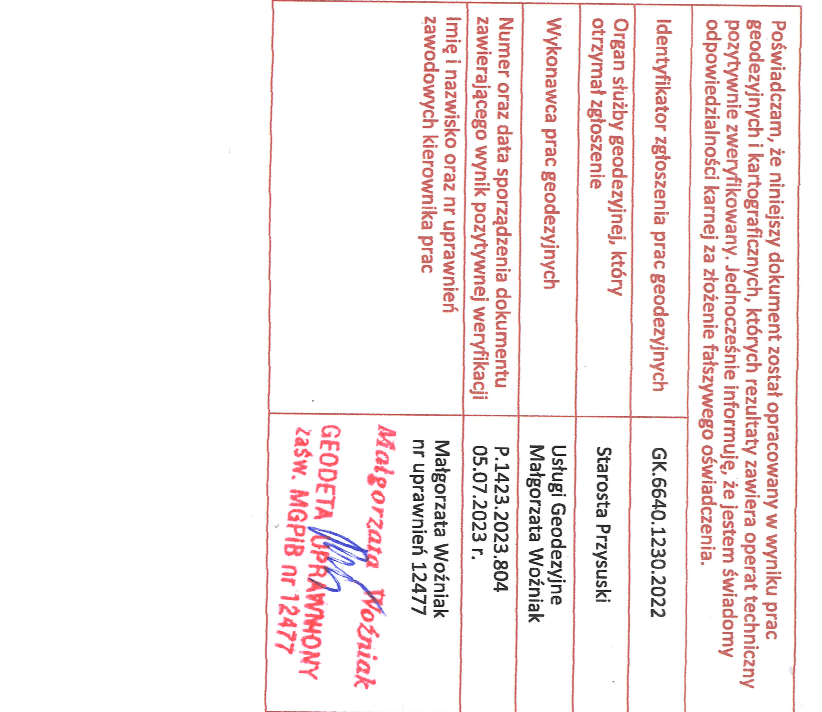 Poświadczam, że niniejszy dokument został opracowany w wyniku prac
geodezyjnych i kartograficznych, których rezultaty zawiera operat techniczny
pozytywnie zweryfikowany. Jednocześnie informuję, że jestem świadomy
odpowiedzialności karnej za złożenie fałszywego oświadczenia.
Identyfikator zgłoszenia prac geodezyjnych
GK.6640.1230.2022
Organ służby geodezyjnej, który
otrzymał zgłoszenie
Starosta Przysuski
Wykonawca prac geodezyjnych
Usługi Geodezyjne
Małgorzata Woźniak
Numer oraz data sporządzenia dokumentu
zawierającego wynik pozytywnej weryfikacji
P.1423.2023.804
05.07.2023 r.
Imię i nazwisko oraz nr uprawnień
zawodowych kierownika prac
Małgorzata Woźniak
nr uprawnień 12477
Małgorzata Woźniak
GEODETA UPRAWNIONY
zaśw. MGPiB nr 12477